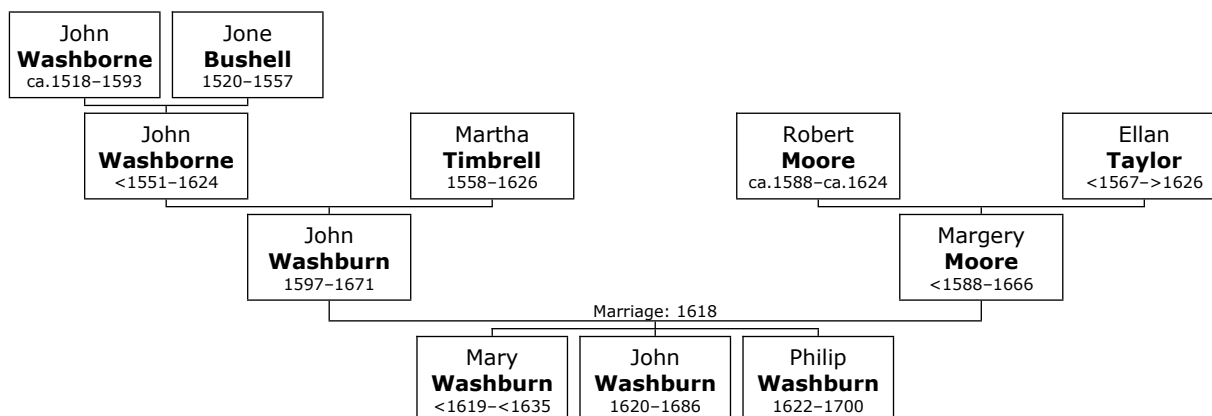 John
Washborne
ca.1518–1593
Jone
Bushell
1520–1557
John
Washborne
<1551–1624
Martha
Timbrell
1558–1626
Robert
Moore
ca.1588–ca.1624
Ellan
Taylor
<1567–>1626
John
Washburn
1597–1671
Margery
Moore
<1588–1666
Marriage: 1618
Mary
Washburn
<1619–<1635
John
Washburn
1620–1686
Philip
Washburn
1622–1700